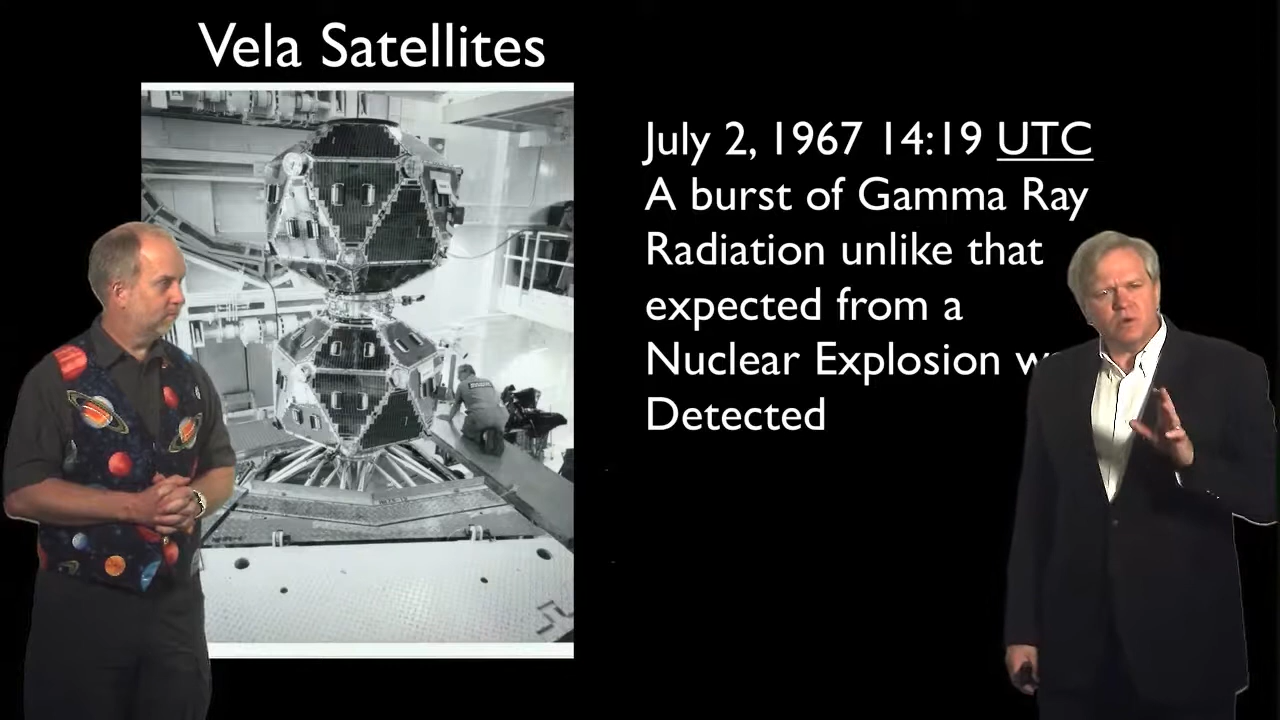 Vela Satellites
July 2, 1967 14:19 UTC
A burst of Gamma Ray
Radiation unlike that
expected from a
Nuclear Explosion
Detected